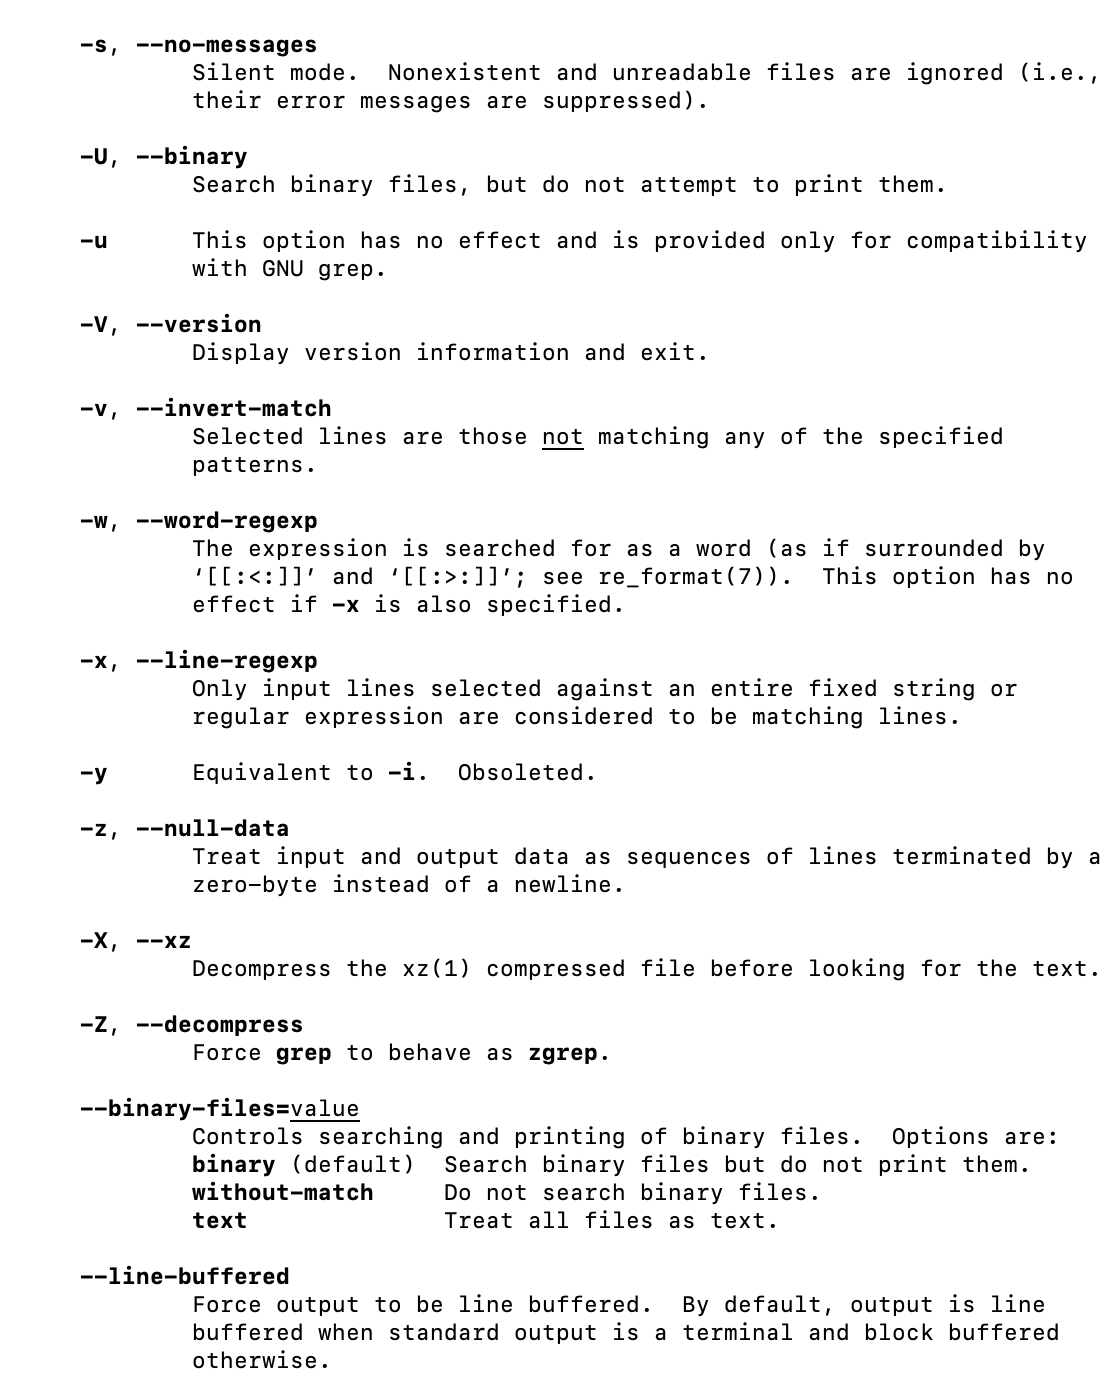 -s, --no-messages
Silent mode.  Nonexistent and unreadable files are ignored (i.e.,
their error messages are suppressed).
-U, --binary
Search binary files, but do not attempt to print them.
-u      This option has no effect and is provided only for compatibility
with GNU grep.
-V, --version
Display version information and exit.
-v, --invert-match
Selected lines are those not matching any of the specified
patterns.
-w, --word-regexp
The expression is searched for as a word (as if surrounded by
‘[[:<:]]’ and ‘[[:>:]]’; see re_format(7)).  This option has no
effect if -x is also specified.
-x, --line-regexp
Only input lines selected against an entire fixed string or
regular expression are considered to be matching lines.
-y      Equivalent to -i.  Obsoleted.
-z, --null-data
Treat input and output data as sequences of lines terminated by a
zero-byte instead of a newline.
-X, --xz
Decompress the xz(1) compressed file before looking for the text.
-Z, --decompress
Force grep to behave as zgrep.
--binary-files=value
Controls searching and printing of binary files.  Options are:
binary (default)  Search binary files but do not print them.
without-match     Do not search binary files.
text              Treat all files as text.
--line-buffered
Force output to be line buffered.  By default, output is line
buffered when standard output is a terminal and block buffered
otherwise.